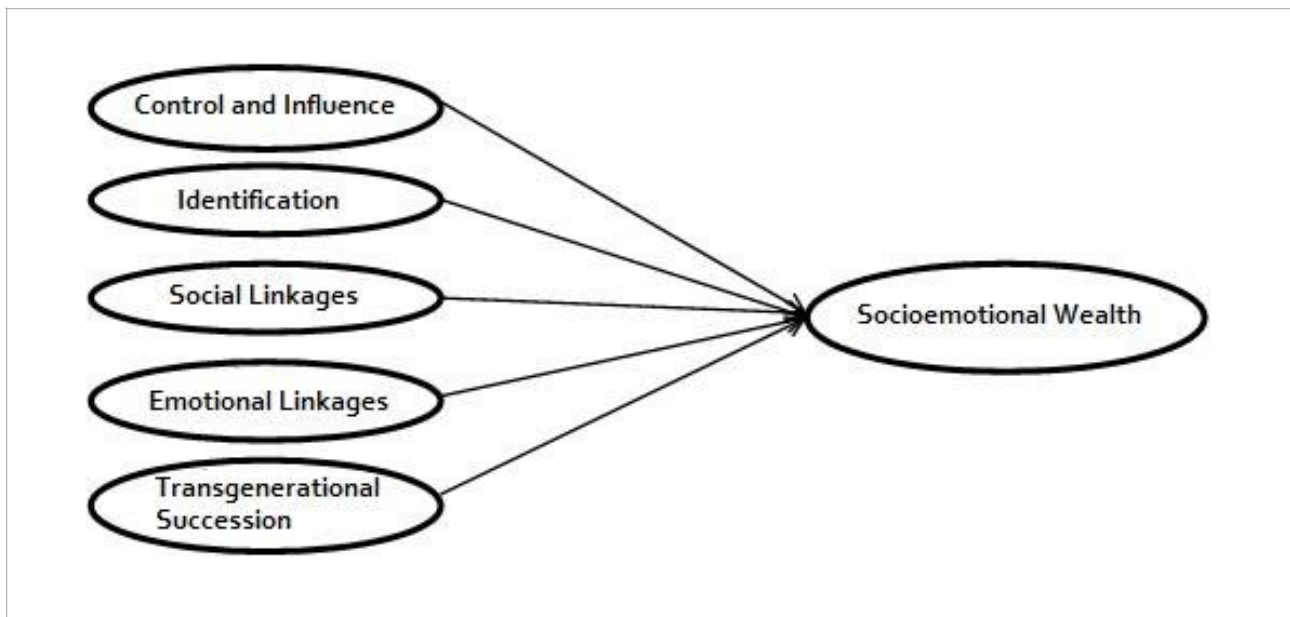 Control and Influence
Identification
Social Linkages
Emotional Linkages
Transgenerational
Succession
Socioemotional Wealth